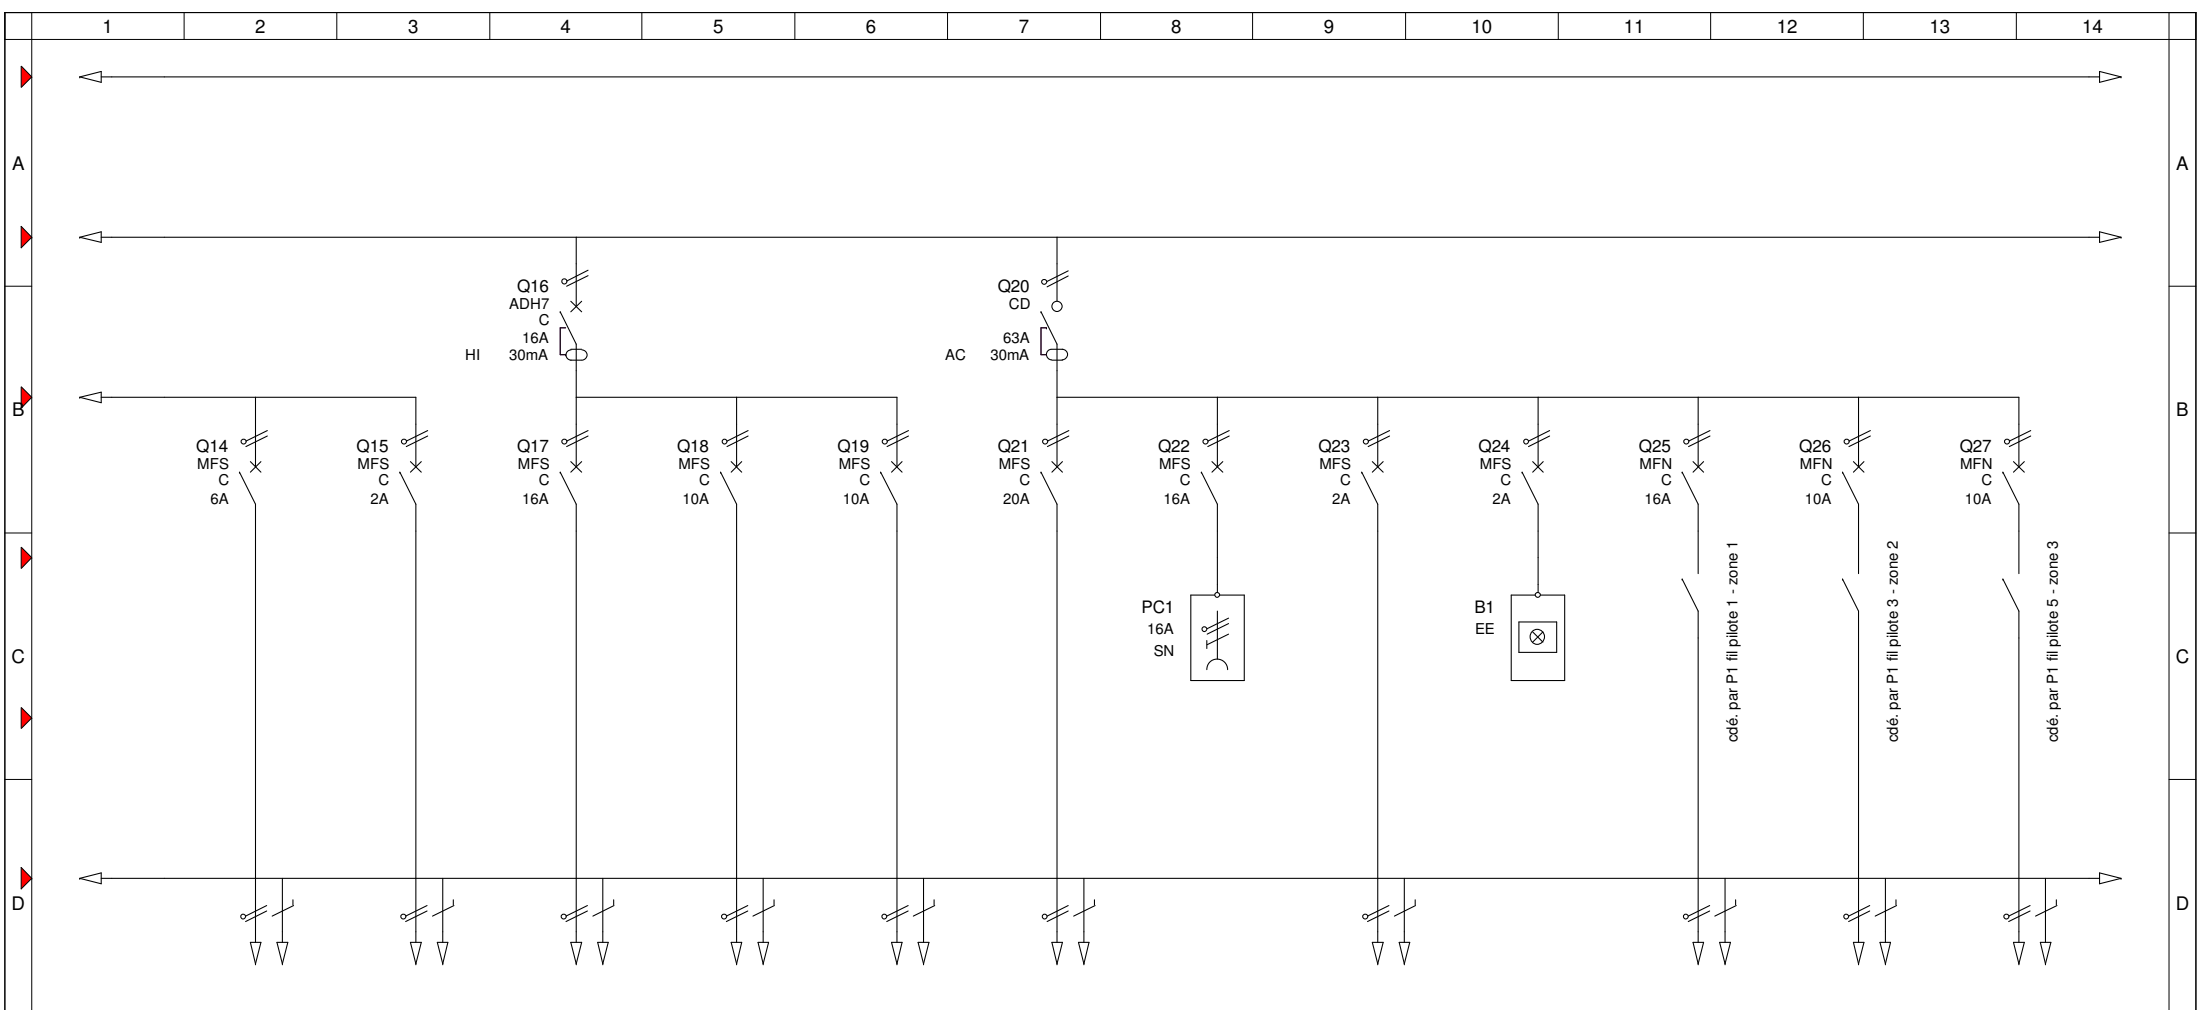 1 2 3 4 5 6 7 8 9 10 11 12 13 14
A A
Q16 Q20
ADH7 CD
C
16A 63A
HI 30mA AC 30mA
B B
Q14 Q15 Q17 Q18 Q19 Q21 Q22 Q23 Q24 Q25 Q26 Q27
MFS MFS MFS MFS MFS MFS MFS MFS MFS MFN MFN MFN
C C C C C C C C C C C C
6A 2A 16A 10A 10A 20A 16A 2A 2A 16A 10A 10A
cdé. par P1 fil pilote 1 - zone 1
cdé. par P1 fil pilote 3 - zone 2
cdé. par P1 fil pilote 5 - zone 3
PC1 B1
16A EE
SN
C C
D D